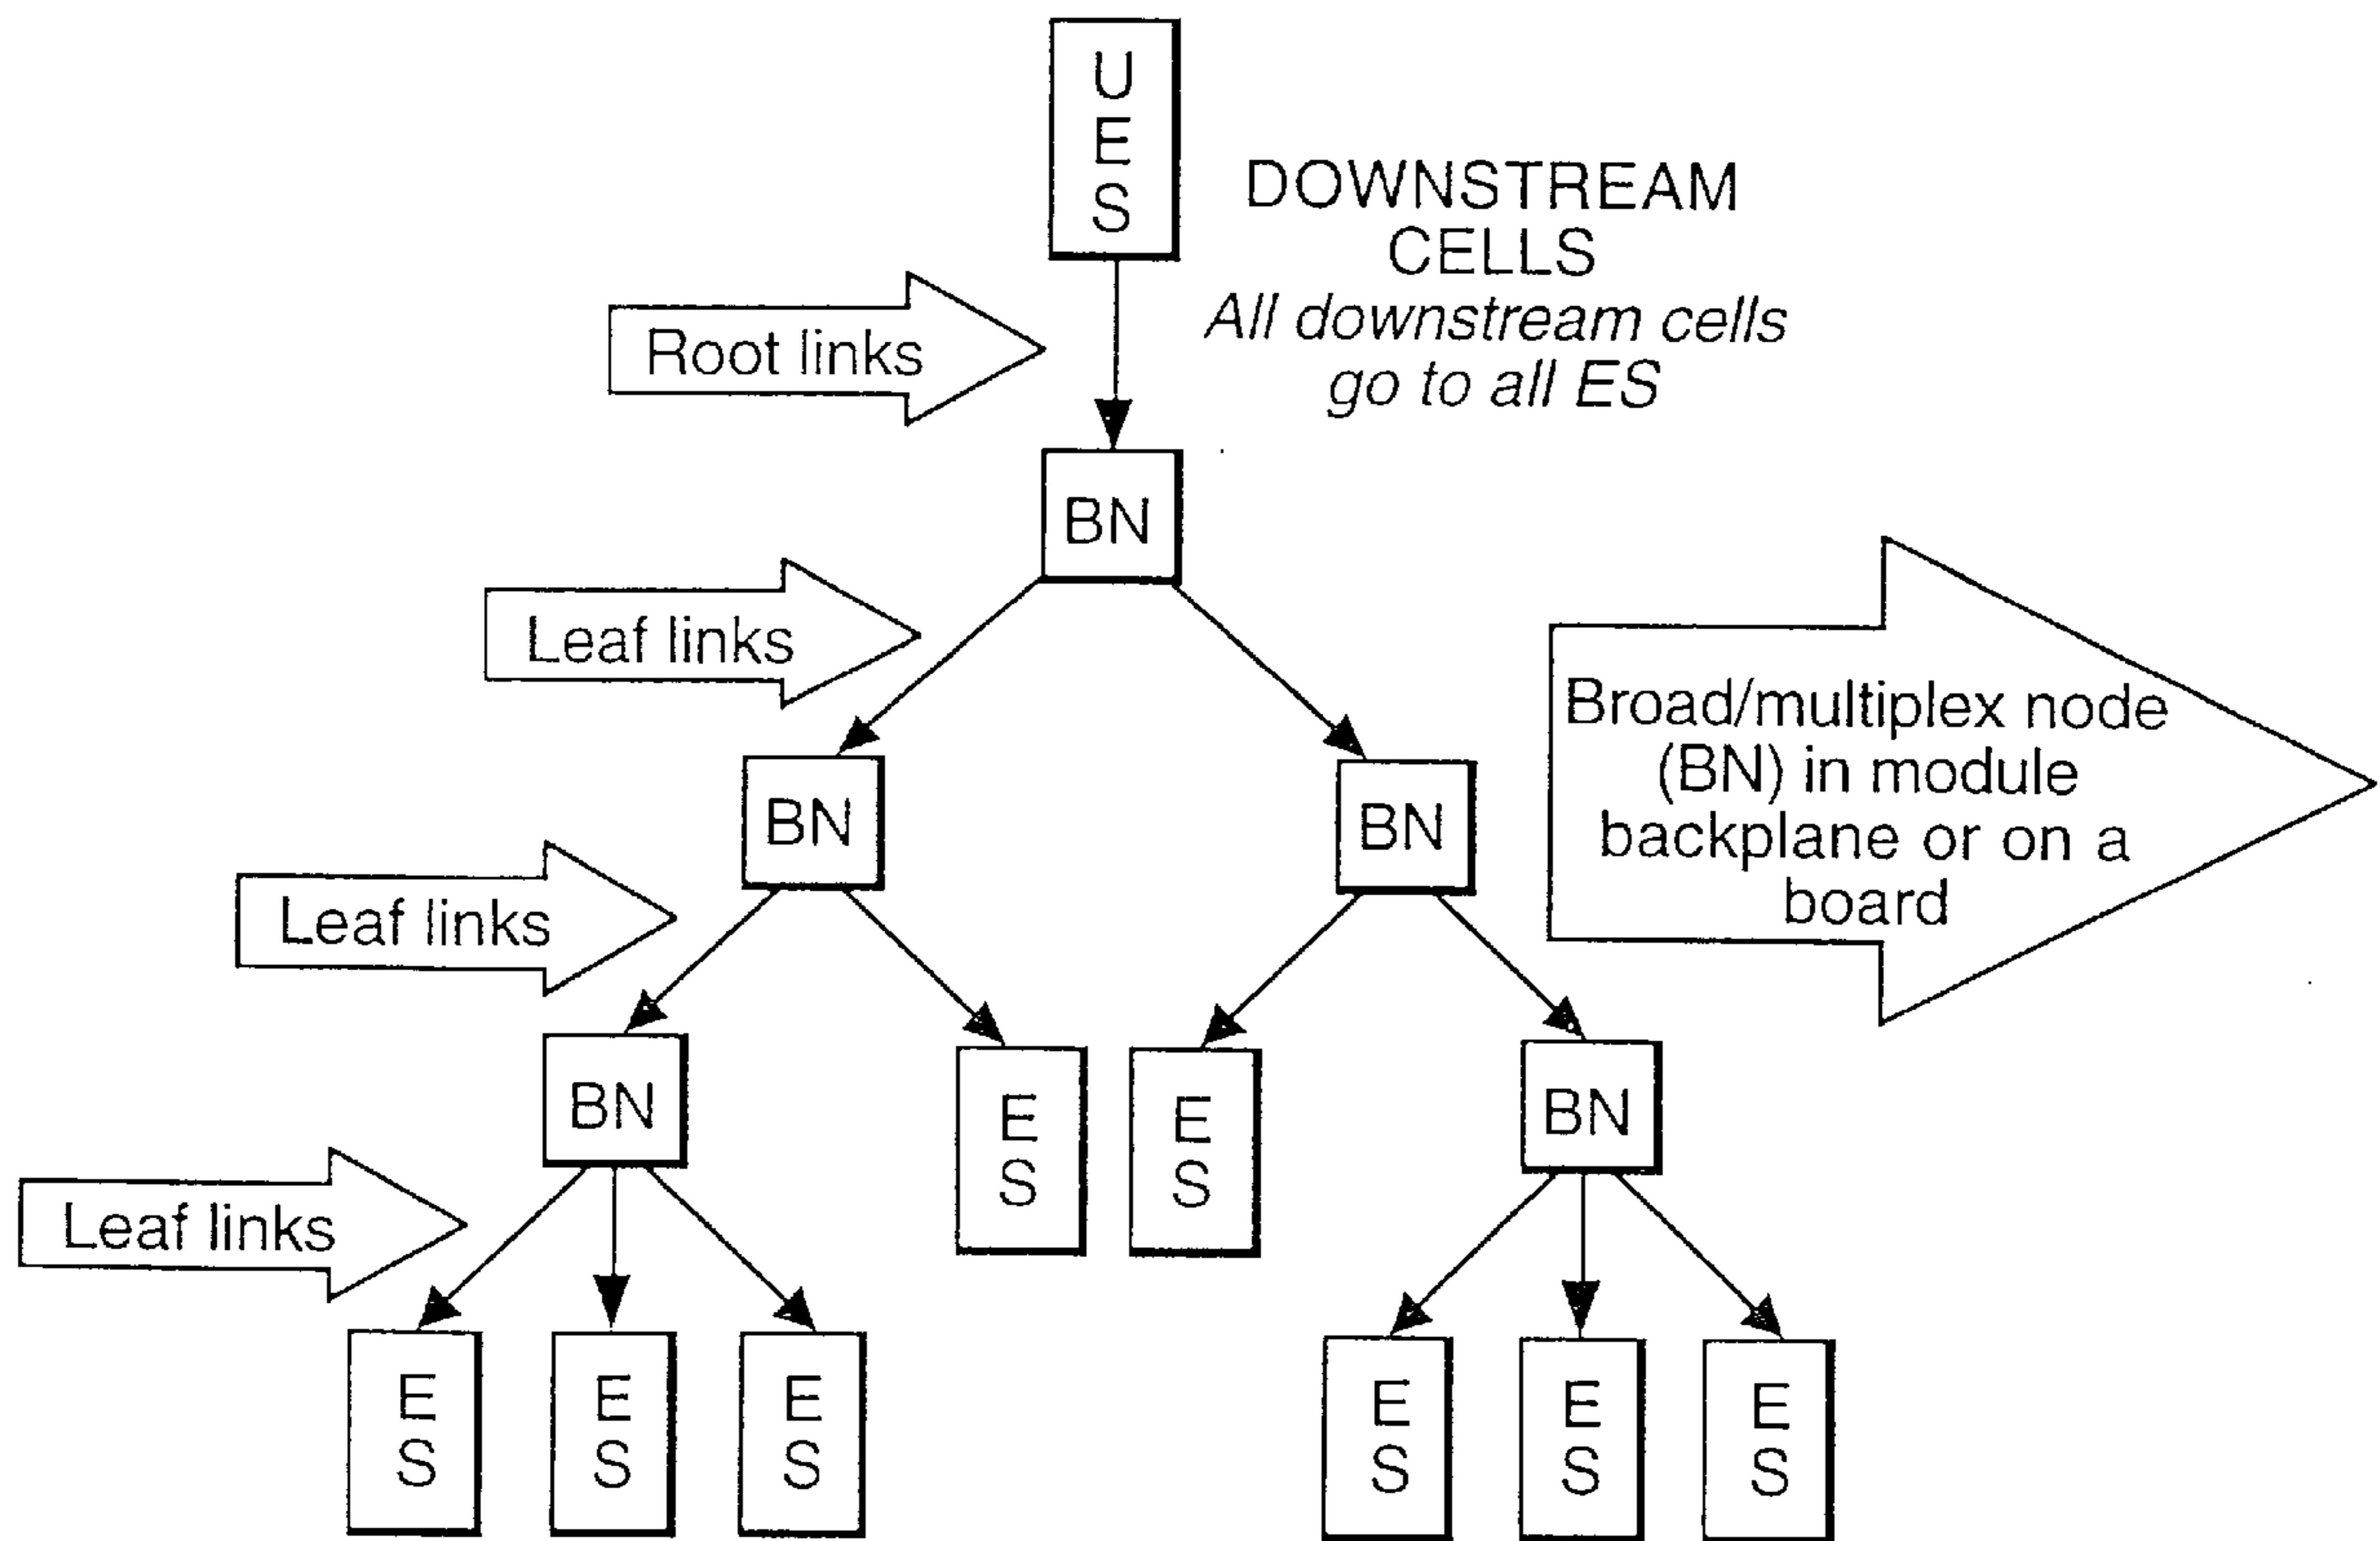 U
E
S
DOWNSTREAM
CELLS
All downstream cells
go to all ES
Root links
BN
Leaf links
Broad/multiplex node
(BN) in module
backplane or on a
board
BN
BN
Leaf links
BN
E
S
E
S
BN
Leaf links
E
S
E
S
E
S
E
S
E
S
E
S